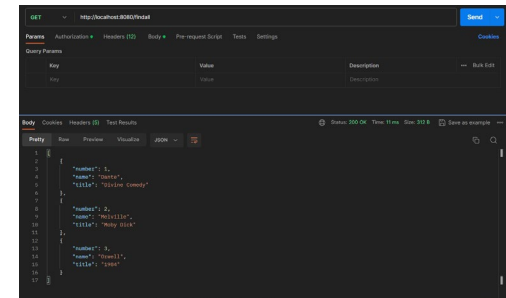 GET http://localhost:8080/findall Send
Params Authorization Headers (12) Body Pre-request Script Tests Settings Cookies
Query Params
Key Value Description ••• Bulk Edit
Key Value Description
Body Cookies Headers (5) Test Results Status: 200 OK Time: 11 ms Size: 312 B Save as example •••
Pretty Raw Preview Visualize JSON
1 [
2 {
3 "number": 1,
4 "name": "Dante",
5 "title": "Divine Comedy"
6 },
7 {
8 "number": 2,
9 "name": "Melville",
10 "title": "Moby Dick"
11 },
12 {
13 "number": 3,
14 "name": "Orwell",
15 "title": "1984"
16 }
17 ]